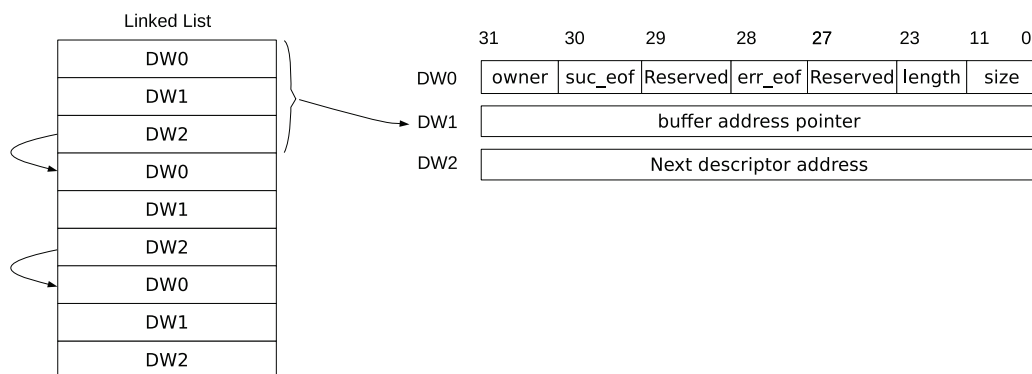 Linked List
DW0
DW1
DW2
DW0
DW1
DW2
DW0
DW1
DW2
31 30 29 28 27 23 11 0
DW0 owner suc_eof Reserved err_eof Reserved length size
DW1 buffer address pointer
DW2 Next descriptor address